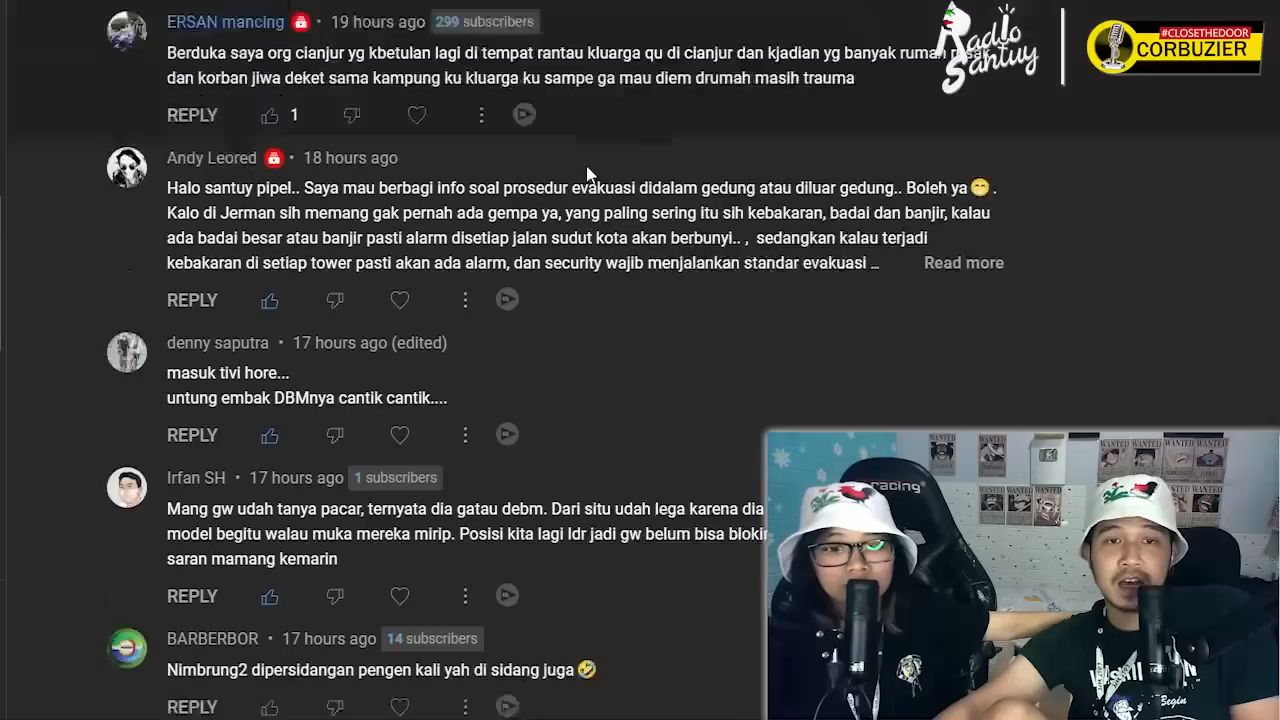 ERSAN mancing • 19 hours ago 299 subscribers
Berduka saya org cianjur yg kbetulan lagi di tempat rantau kluarga qu di cianjur dan kjadian yg banyak rumah
dan korban jiwa deket sama kampung ku kluarga ku sampe ga mau diem drumah masih trauma
REPLY 1
Radio Santuy
#CLOSETHEDOOR
CORBUZIER
Andy Leored • 18 hours ago
Halo santuy pipel.. Saya mau berbagi info soal prosedur evakuasi didalam gedung atau diluar gedung.. Boleh ya😁 .
Kalo di Jerman sih memang gak pernah ada gempa ya, yang paling sering itu sih kebakaran, badai dan banjir, kalau
ada badai besar atau banjir pasti alarm disetiap jalan sudut kota akan berbunyi.. , sedangkan kalau terjadi
kebakaran di setiap tower pasti akan ada alarm, dan security wajib menjalankan standar evakuasi … Read more
REPLY
denny saputra • 17 hours ago (edited)
masuk tivi hore...
untung embak DBMnya cantik cantik....
REPLY
Irfan SH • 17 hours ago 1 subscribers
Mang gw udah tanya pacar, ternyata dia gatau debm. Dari situ udah lega karena dia
model begitu walau muka mereka mirip. Posisi kita lagi ldr jadi gw belum bisa blokir
saran mamang kemarin
REPLY
BARBERBOR • 17 hours ago 14 subscribers
Nimbrung2 dipersidangan pengen kali yah di sidang juga 🤣
REPLY
racing
WANTED
WANTED
WANTED
WANTED
WANTED
WANTED
Begin